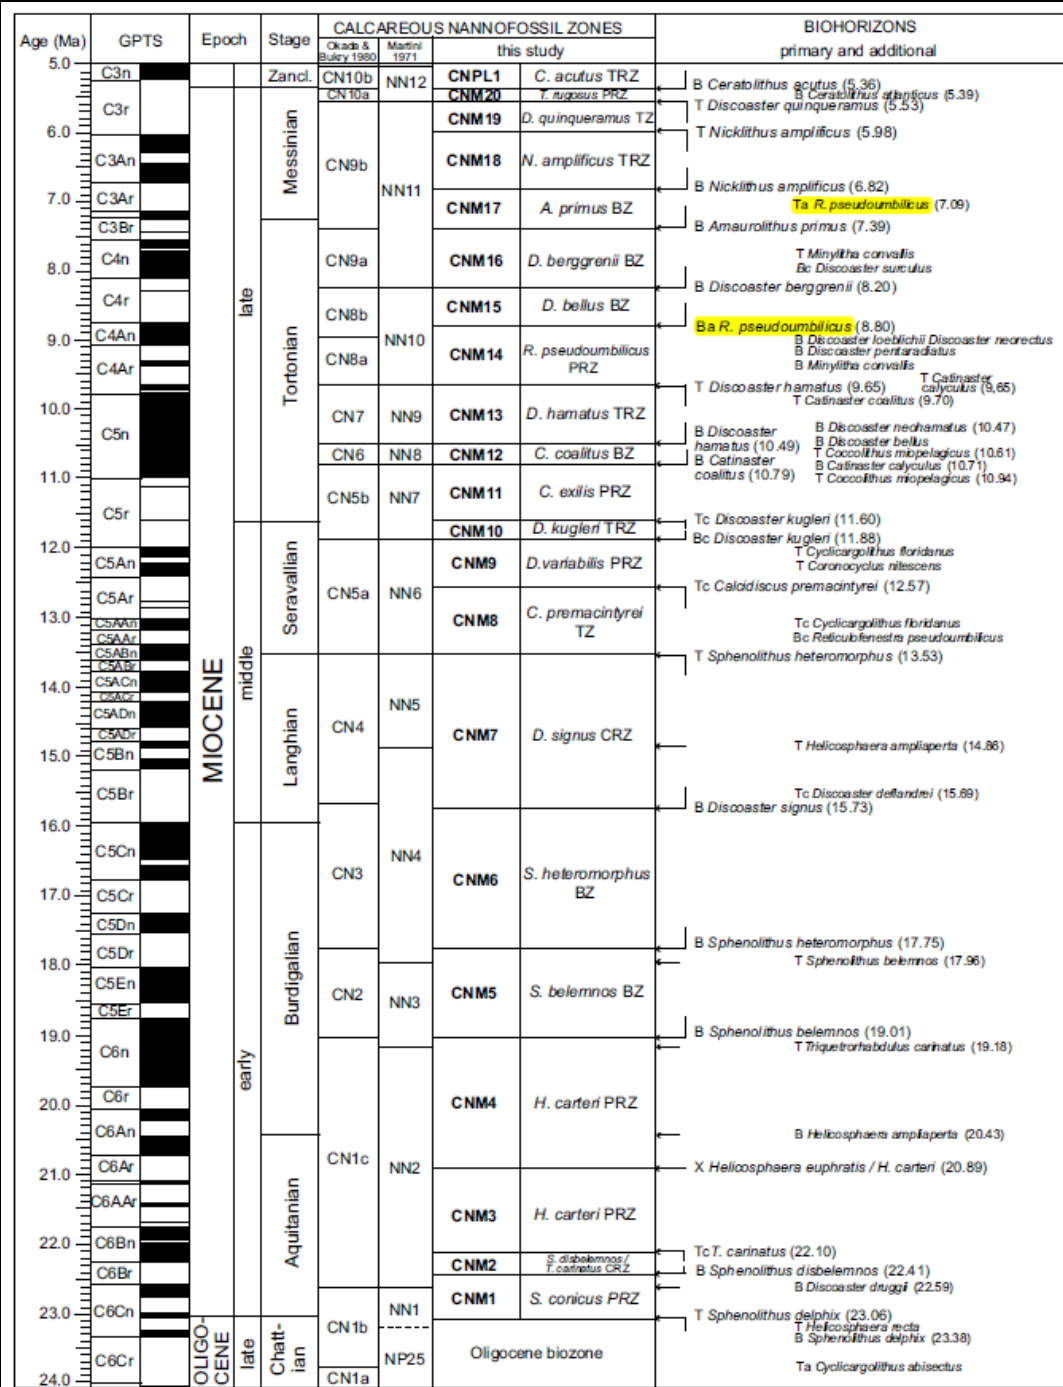 Age (Ma)
GPTS
Epoch
Stage
CALCAREOUS NANNOFOSSIL ZONES
Okada & Bukry 1980
Martini 1971
this study
BIOHORIZONS
primary and additional
5.0
6.0
7.0
8.0
9.0
10.0
11.0
12.0
13.0
14.0
15.0
16.0
17.0
18.0
19.0
20.0
21.0
22.0
23.0
24.0
C3n
C3r
C3An
C3Ar
C3Br
C4n
C4r
C4An
C4Ar
C5n
C5r
C5An
C5Ar
C5AAn
C5AAr
C5ABn
C5ABr
C5ACn
C5ACr
C5ADn
C5ADr
C5Bn
C5Br
C5Cn
C5Cr
C5Dn
C5Dr
C5En
C5Er
C6n
C6r
C6An
C6Ar
C6AAr
C6Bn
C6Br
C6Cn
C6Cr
MIOCENE
OLIGO-
CENE
late
middle
early
late
Zancl.
Messinian
Tortonian
Seravallian
Langhian
Burdigalian
Aquitanian
Chatt-
ian
CN10b
CN10a
CN9b
CN9a
CN8b
CN8a
CN7
CN6
CN5b
CN5a
CN4
CN3
CN2
CN1c
CN1b
CN1a
NN12
NN11
NN10
NN9
NN8
NN7
NN6
NN5
NN4
NN3
NN2
NN1
NP25
CNPL1 C. acutus TRZ
CNM20 T. rugosus PRZ
CNM19 D. quinqueramus TZ
CNM18 N. amplificus TRZ
CNM17 A. primus BZ
CNM16 D. berggrenii BZ
CNM15 D. bellus BZ
CNM14 R. pseudoumbilicus
PRZ
CNM13 D. hamatus TRZ
CNM12 C. coalitus BZ
CNM11 C. exilis PRZ
CNM10 D. kugleri TRZ
CNM9 D.variabilis PRZ
CNM8 C. premacintyrei
TZ
CNM7 D. signus CRZ
CNM6 S. heteromorphus
BZ
CNM5 S. belemnos BZ
CNM4 H. carteri PRZ
CNM3 H. carteri PRZ
CNM2 S. disbelemnos /
T. carinatus CRZ
CNM1 S. conicus PRZ
Oligocene biozone
B Ceratolithus acutus (5.36)
B Ceratolithus atlanticus (5.39)
T Discoaster quinqueramus (5.53)
T Nicklithus amplificus (5.98)
B Nicklithus amplificus (6.82)
Ta R. pseudoumbilicus (7.09)
B Amaurolithus primus (7.39)
T Minylitha convallis
Bc Discoaster surculus
B Discoaster berggrenii (8.20)
Ba R. pseudoumbilicus (8.80)
B Discoaster loeblichii Discoaster neorectus
B Discoaster pentaradiatus
B Minylitha convallis
T Discoaster hamatus (9.65)
T Catinaster
calyculus (9,65)
T Catinaster coalitus (9.70)
B Discoaster
hamatus (10.49)
B Discoaster neohamatus (10.47)
B Discoaster bellus
T Coccolithus miopelagicus (10.61)
B Catinaster
coalitus (10.79)
B Catinaster calyculus (10.71)
T Coccolithus miopelagicus (10.94)
Tc Discoaster kugleri (11.60)
Bc Discoaster kugleri (11.88)
T Cyclicargolithus floridanus
T Coronocyclus nitescens
Tc Calcidiscus premacintyrei (12.57)
Tc Cyclicargolithus floridanus
Bc Reticulofenestra pseudoumbilicus
T Sphenolithus heteromorphus (13.53)
T Helicosphaera ampliaperta (14.86)
Tc Discoaster deflandrei (15.69)
B Discoaster signus (15.73)
B Sphenolithus heteromorphus (17.75)
T Sphenolithus belemnos (17.96)
B Sphenolithus belemnos (19.01)
T Triquetrorhabdulus carinatus (19.18)
B Helicosphaera ampliaperta (20.43)
X Helicosphaera euphratis / H. carteri (20.89)
Tc T. carinatus (22.10)
B Sphenolithus disbelemnos (22.41)
B Discoaster druggii (22.59)
T Sphenolithus delphix (23.06)
T Helicosphaera recta
B Sphenolithus delphix (23.38)
Ta Cyclicargolithus abisectus